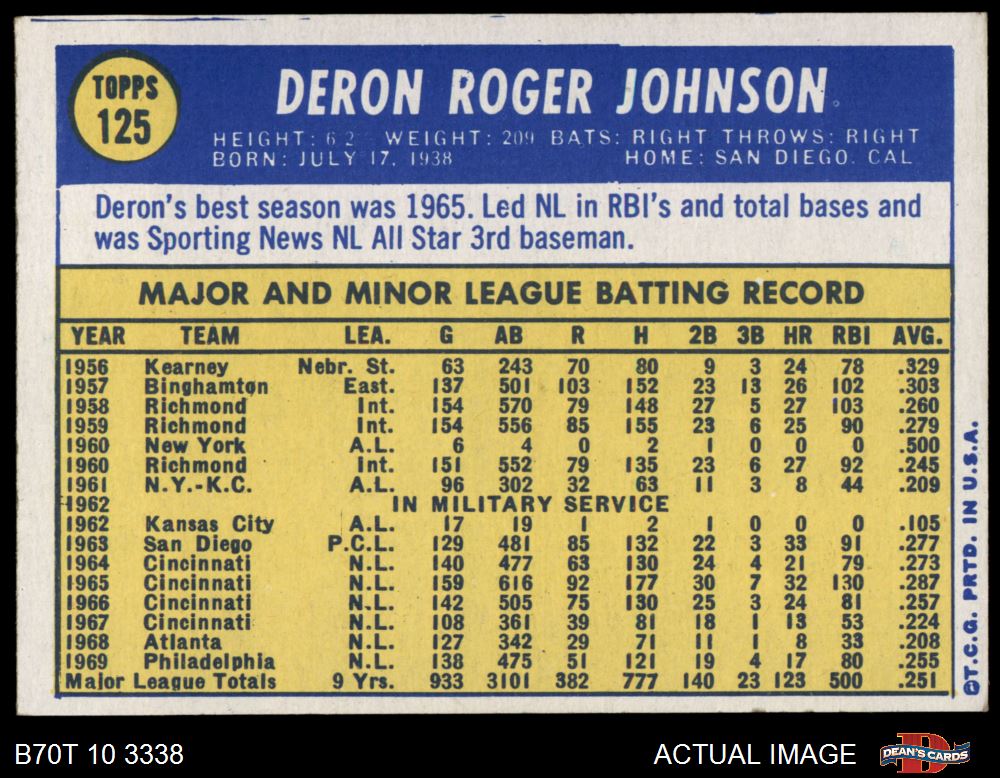 TOPPS
125
DERON ROGER JOHNSON
HEIGHT: 6 2 WEIGHT: 209 BATS: RIGHT THROWS: RIGHT
BORN: JULY 17, 1938 HOME: SAN DIEGO. CAL
Deron's best season was 1965. Led NL in RBI's and total bases and
was Sporting News NL All Star 3rd baseman.
MAJOR AND MINOR LEAGUE BATTING RECORD
YEAR TEAM LEA. G AB R H 2B 3B HR RBI AVG.
1956 Kearney Nebr. St. 63 243 70 80 9 3 24 78 .329
1957 Binghamton East. 137 501 103 152 23 13 26 102 .303
1958 Richmond Int. 154 570 79 148 27 5 27 103 .260
1959 Richmond Int. 154 556 85 155 23 6 25 90 .279
1960 New York A.L. 6 4 0 2 1 0 0 0 .500
1960 Richmond Int. 151 552 79 135 23 6 27 92 .245
1961 N.Y.-K.C. A.L. 96 302 32 63 11 3 8 44 .209
1962 IN MILITARY SERVICE
1962 Kansas City A.L. 17 19 1 2 1 0 0 0 .105
1963 San Diego P.C.L. 129 481 85 132 22 3 33 91 .277
1964 Cincinnati N.L. 140 477 63 130 24 4 21 79 .273
1965 Cincinnati N.L. 159 616 92 177 30 7 32 130 .287
1966 Cincinnati N.L. 142 505 75 130 25 3 24 81 .257
1967 Cincinnati N.L. 108 361 39 81 18 1 13 53 .224
1968 Atlanta N.L. 127 342 29 71 11 1 8 33 .208
1969 Philadelphia N.L. 138 475 51 121 19 4 17 80 .255
Major League Totals 9 Yrs. 933 3101 382 777 140 23 123 500 .251
©T.C.G. PRTD. IN U.S.A.
B70T 10 3338 ACTUAL IMAGE
D
DEAN'S CARDS